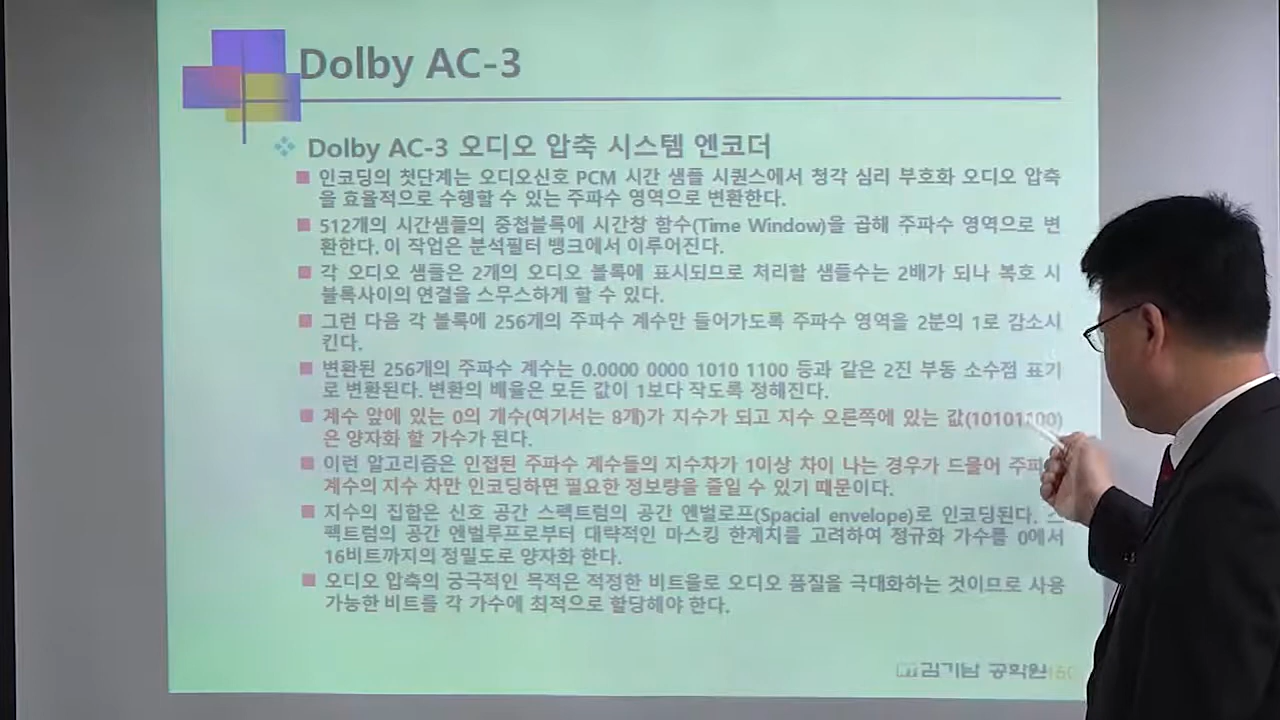 Dolby AC-3
Dolby AC-3 오디오 압축 시스템 엔코더
인코딩의 첫단계는 오디오신호 PCM 시간 샘플 시퀀스에서 청각 심리 부호화 오디오 압축
을 효율적으로 수행할 수 있는 주파수 영역으로 변환한다.
512개의 시간샘플의 중첩블록에 시간창 함수(Time Window)을 곱해 주파수 영역으로 변
환한다. 이 작업은 분석필터 뱅크에서 이루어진다.
각 오디오 샘플은 2개의 오디오 블록에 표시되므로 처리할 샘플수는 2배가 되나 복호 시
블록사이의 연결을 스무스하게 할 수 있다.
그런 다음 각 블록에 256개의 주파수 계수만 들어가도록 주파수 영역을 2분의 1로 감소시
킨다.
변환된 256개의 주파수 계수는 0.0000 0000 1010 1100 등과 같은 2진 부동 소수점 표기
로 변환된다. 변환의 배율은 모든 값이 1보다 작도록 정해진다.
계수 앞에 있는 0의 개수(여기서는 8개)가 지수가 되고 지수 오른쪽에 있는 값(10101100)
은 양자화 할 가수가 된다.
이런 알고리즘은 인접된 주파수 계수들의 지수차가 1이상 차이 나는 경우가 드물어 주파
계수의 지수 차만 인코딩하면 필요한 정보량을 줄일 수 있기 때문이다.
지수의 집합은 신호 공간 스펙트럼의 공간 엔벌로프(Spacial envelope)로 인코딩된다. 스
펙트럼의 공간 엔벌루프로부터 대략적인 마스킹 한계치를 고려하여 정규화 가수를 0에서
16비트까지의 정밀도로 양자화 한다.
오디오 압축의 궁극적인 목적은 적정한 비트율로 오디오 품질을 극대화하는 것이므로 사용
가능한 비트를 각 가수에 최적으로 할당해야 한다.
김기남 공학원